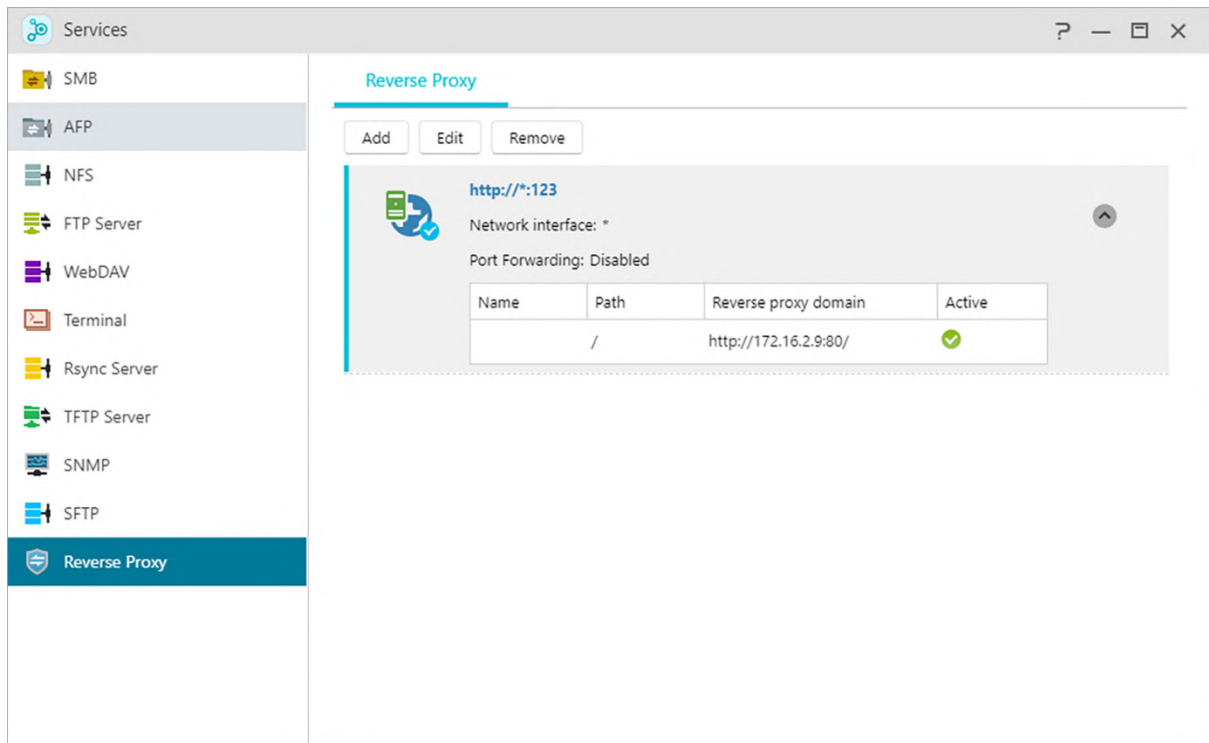 Services
SMB
AFP
NFS
FTP Server
WebDAV
Terminal
Rsync Server
TFTP Server
SNMP
SFTP
Reverse Proxy
Reverse Proxy
Add Edit Remove
http://*:123
Network interface: *
Port Forwarding: Disabled
Name Path Reverse proxy domain Active
/ http://172.16.2.9:80/